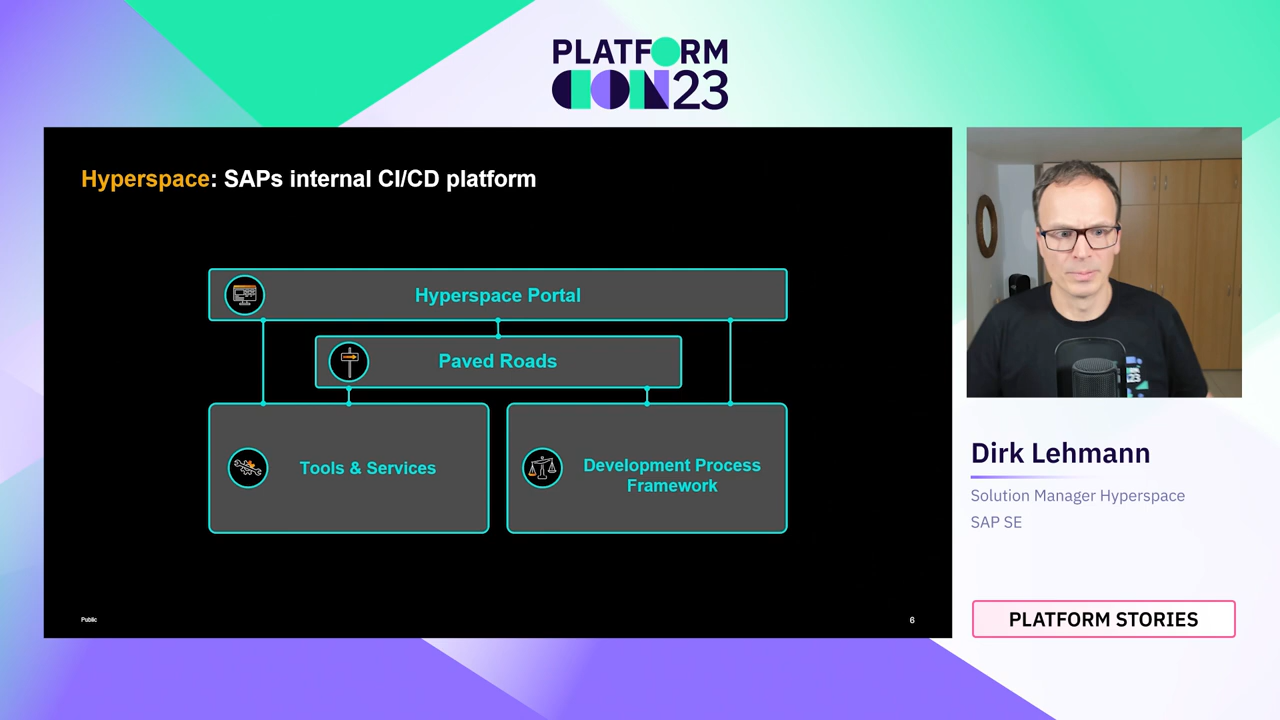 PLATFORM
CON23
Hyperspace: SAPs internal CI/CD platform
Hyperspace Portal
Paved Roads
Tools & Services
Development Process
Framework
Public
6
Dirk Lehmann
Solution Manager Hyperspace
SAP SE
PLATFORM STORIES